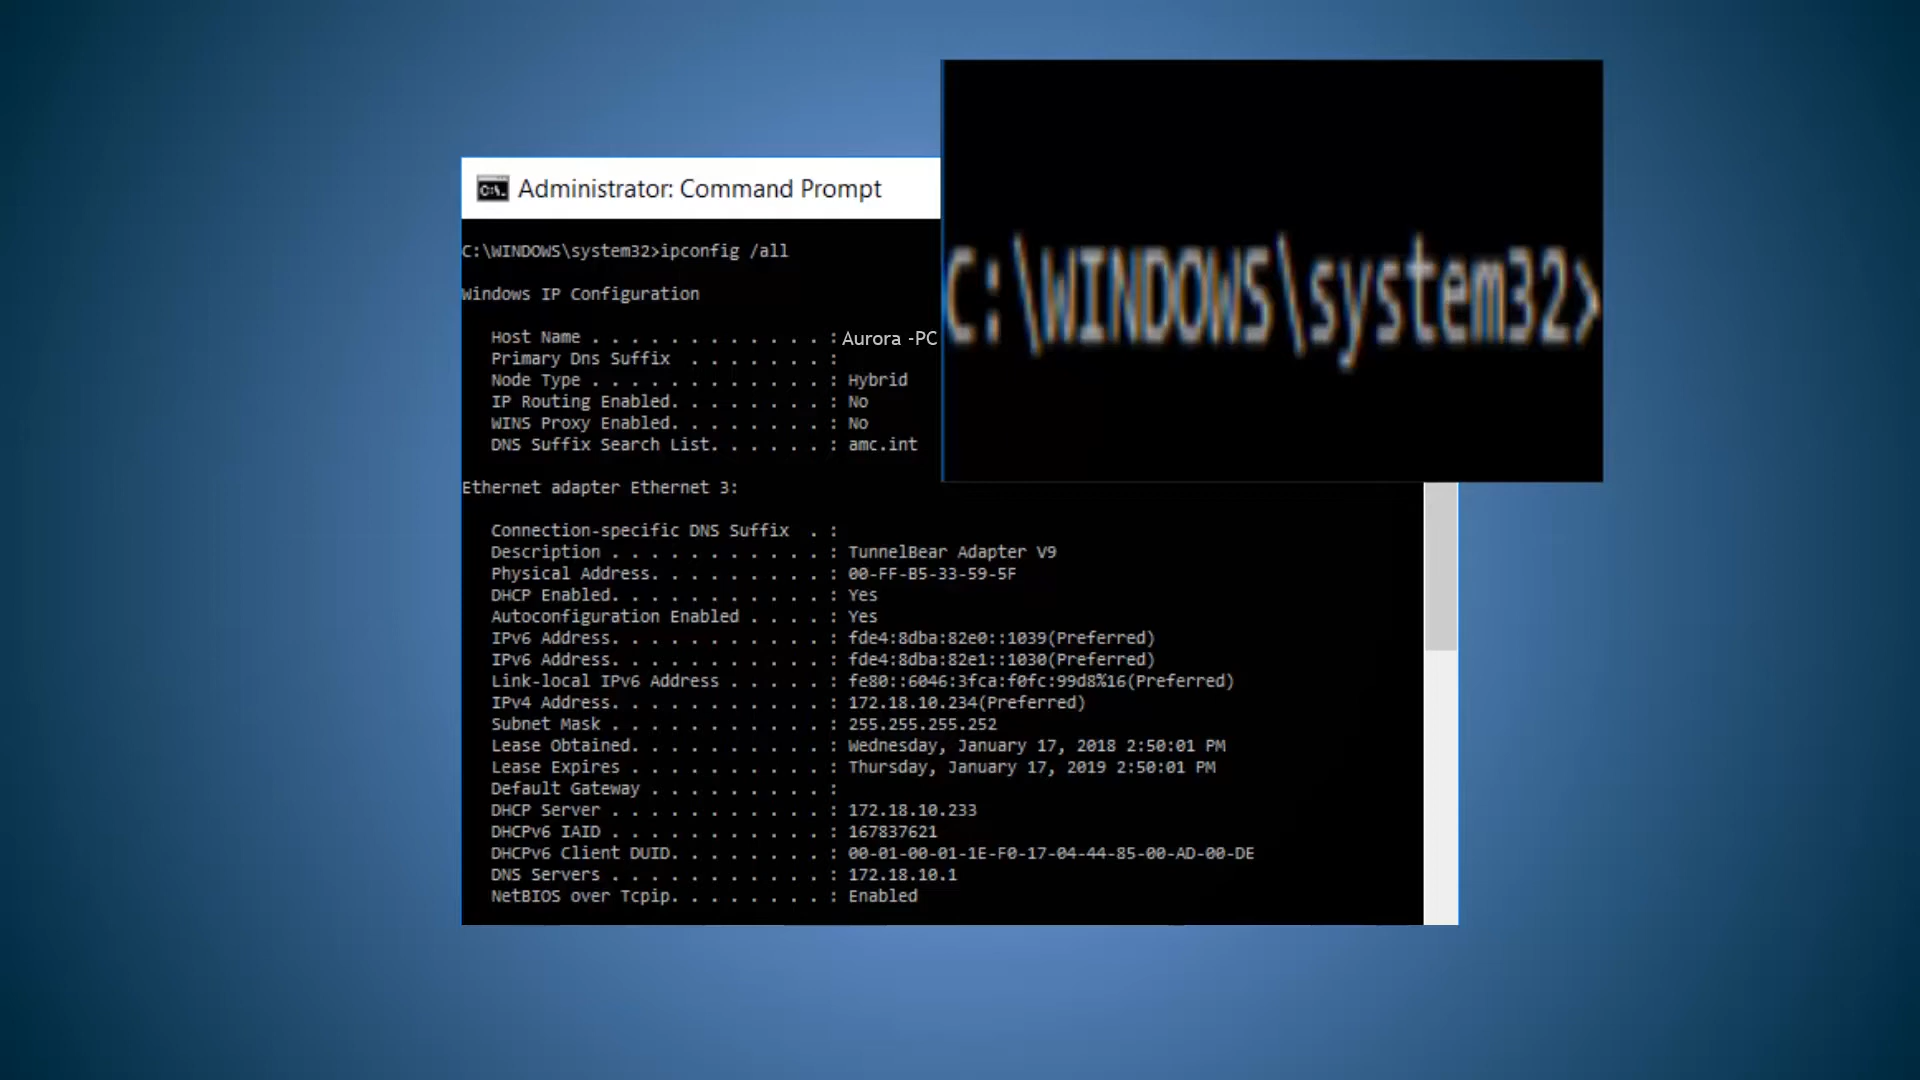 C:\. Administrator: Command Prompt
C:\WINDOWS\system32>ipconfig /all
Windows IP Configuration
Host Name . . . . . . . . . . . . : Aurora -PC
Primary Dns Suffix  . . . . . . . :
Node Type . . . . . . . . . . . . : Hybrid
IP Routing Enabled. . . . . . . . : No
WINS Proxy Enabled. . . . . . . . : No
DNS Suffix Search List. . . . . . : amc.int
C:\WINDOWS\system32>
Ethernet adapter Ethernet 3:
Connection-specific DNS Suffix  . :
Description . . . . . . . . . . . : TunnelBear Adapter V9
Physical Address. . . . . . . . . : 00-FF-B5-33-59-5F
DHCP Enabled. . . . . . . . . . . : Yes
Autoconfiguration Enabled . . . . : Yes
IPv6 Address. . . . . . . . . . . : fde4:8dba:82e0::1039(Preferred)
IPv6 Address. . . . . . . . . . . : fde4:8dba:82e1::1030(Preferred)
Link-local IPv6 Address . . . . . : fe80::6046:3fca:f0fc:99d8%16(Preferred)
IPv4 Address. . . . . . . . . . . : 172.18.10.234(Preferred)
Subnet Mask . . . . . . . . . . . : 255.255.255.252
Lease Obtained. . . . . . . . . . : Wednesday, January 17, 2018 2:50:01 PM
Lease Expires . . . . . . . . . . : Thursday, January 17, 2019 2:50:01 PM
Default Gateway . . . . . . . . . :
DHCP Server . . . . . . . . . . . : 172.18.10.233
DHCPv6 IAID . . . . . . . . . . . : 167837621
DHCPv6 Client DUID. . . . . . . . : 00-01-00-01-1E-F0-17-04-44-85-00-AD-00-DE
DNS Servers . . . . . . . . . . . : 172.18.10.1
NetBIOS over Tcpip. . . . . . . . : Enabled